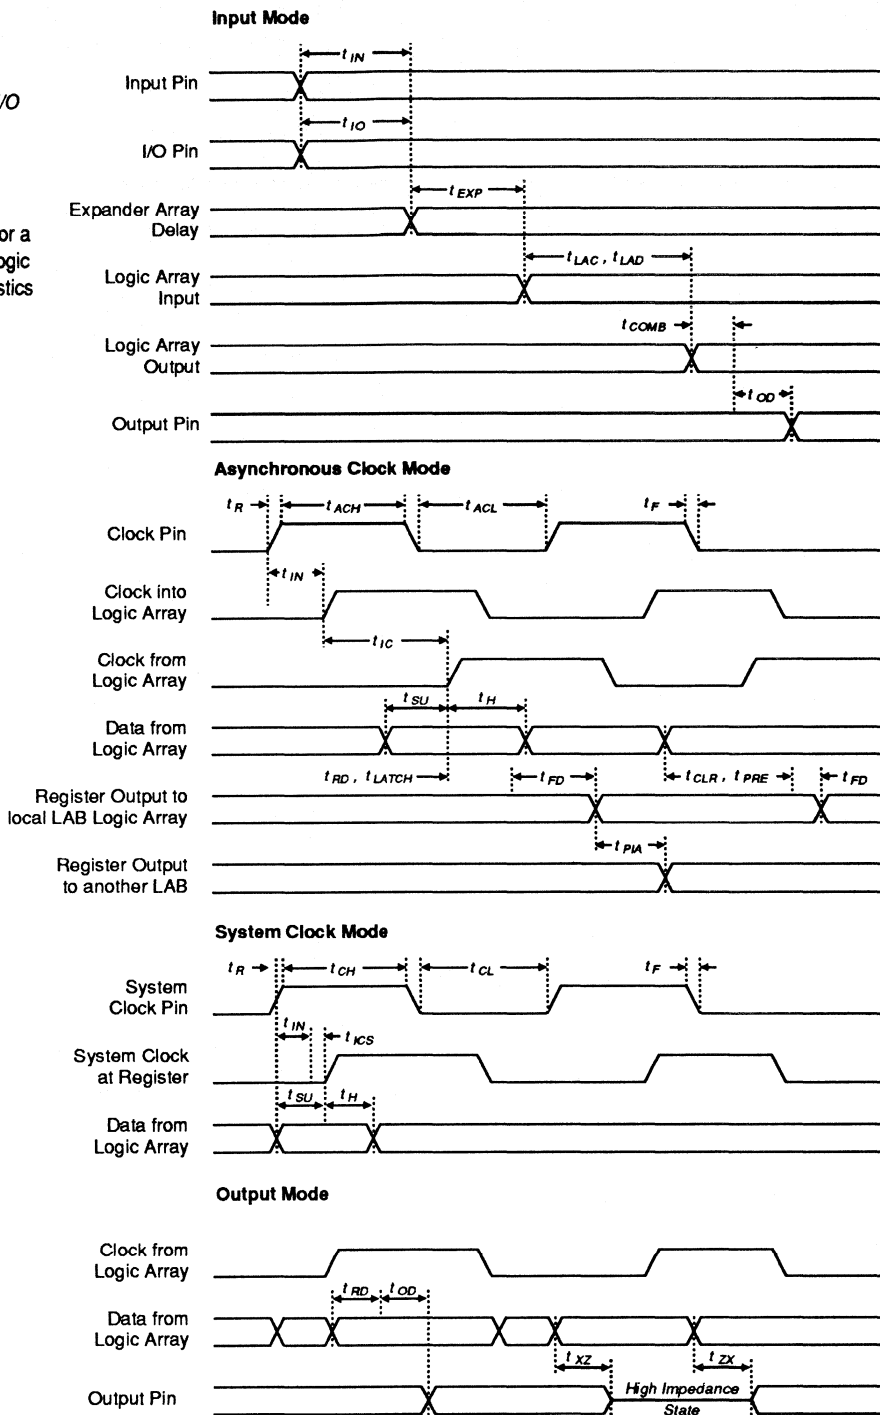 Input Mode
t IN
Input Pin
I/O
t IO
I/O Pin
t EXP
Expander Array
Delay
or a
ogic
stics
t LAC , t LAD
Logic Array
Input
t COMB
Logic Array
Output
t OD
Output Pin
Asynchronous Clock Mode
t R t ACH t ACL t F
Clock Pin
t IN
Clock into
Logic Array
t IC
Clock from
Logic Array
t SU t H
Data from
Logic Array
t RD , t LATCH t FD t CLR , t PRE t FD
Register Output to
local LAB Logic Array
t PIA
Register Output
to another LAB
System Clock Mode
t R t CH t CL t F
System
Clock Pin
t IN t ICS
System Clock
at Register
t SU t H
Data from
Logic Array
Output Mode
Clock from
Logic Array
t RD t OD
Data from
Logic Array
t XZ t ZX
Output Pin
High Impedance
State